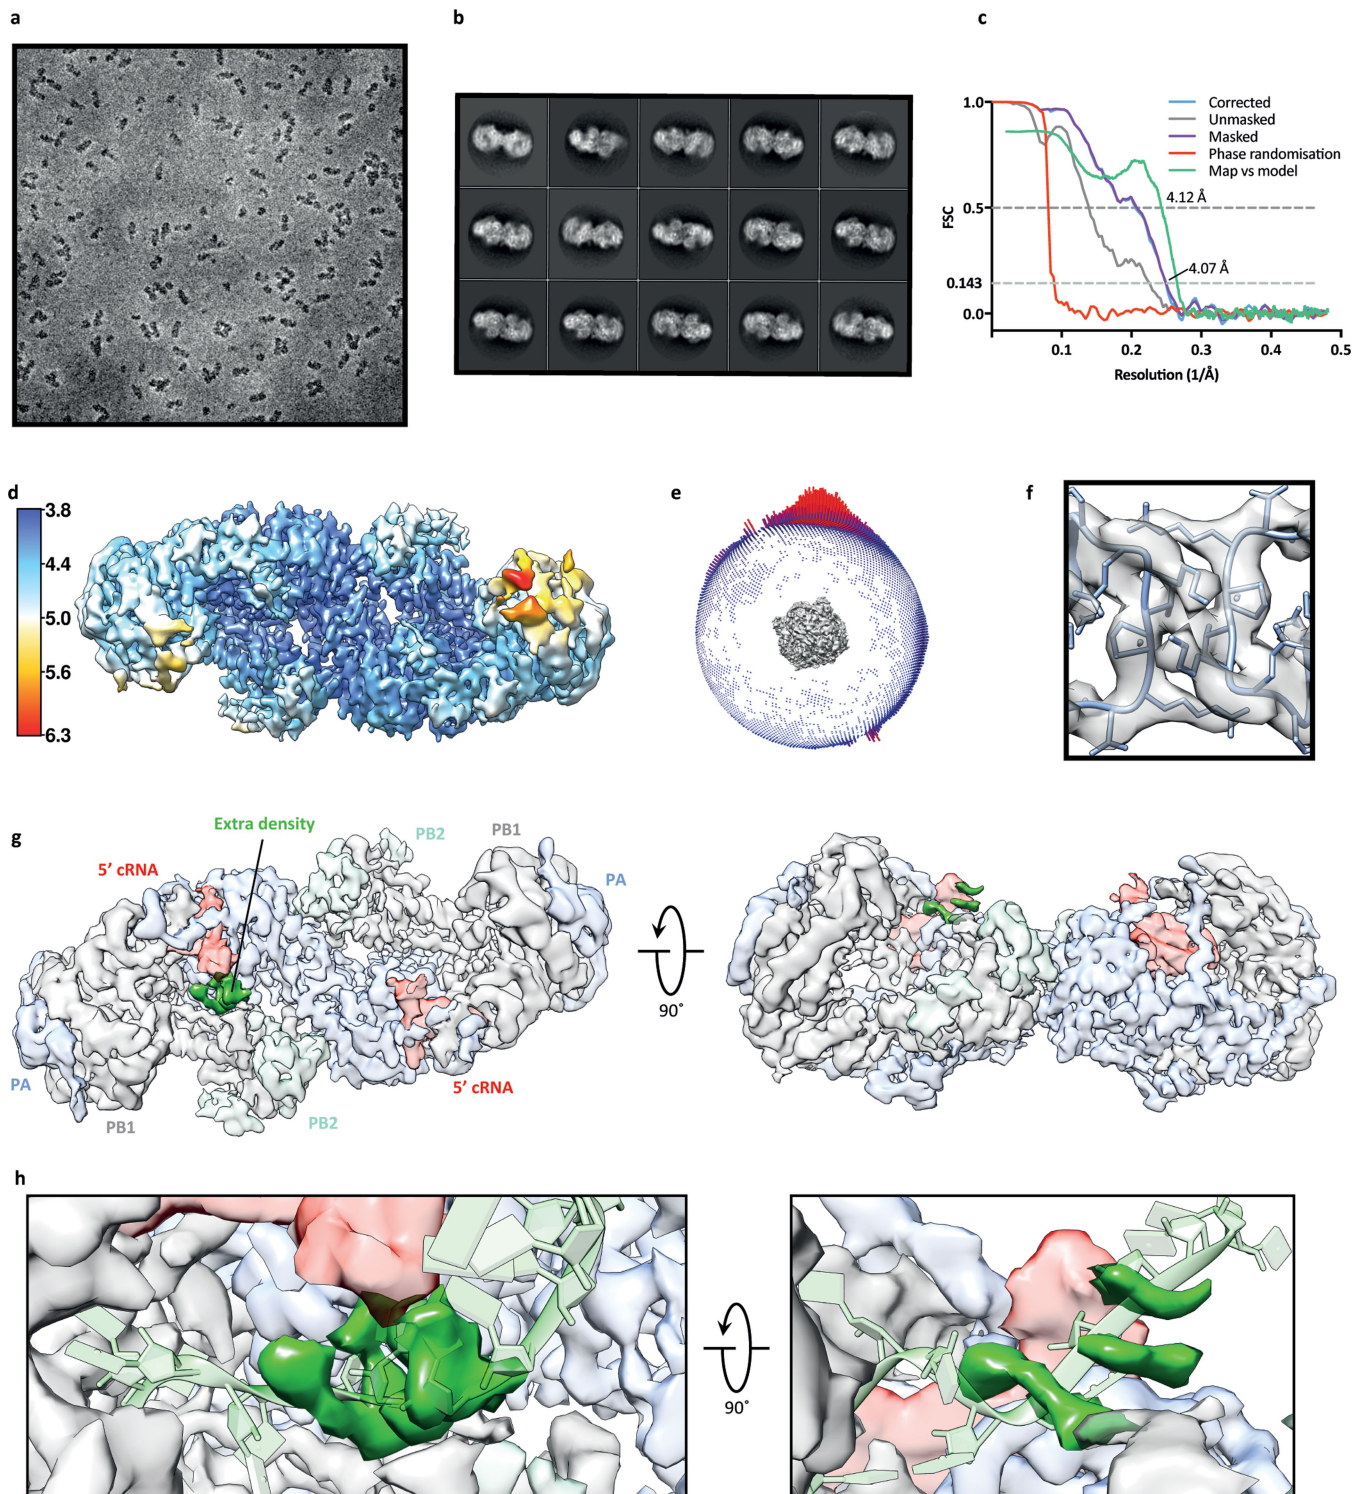 a
b
c
1.0
0.5
0.143
0.0
FSC
Corrected
Unmasked
Masked
Phase randomisation
Map vs model
4.12 Å
4.07 Å
0.1
0.2
0.3
0.4
0.5
Resolution (1/Å)
d
3.8
4.4
5.0
5.6
6.3
e
f
g
Extra density
5’ cRNA
PB2
PB1
PA
PA
PB1
PB2
5’ cRNA
90°
h
90°